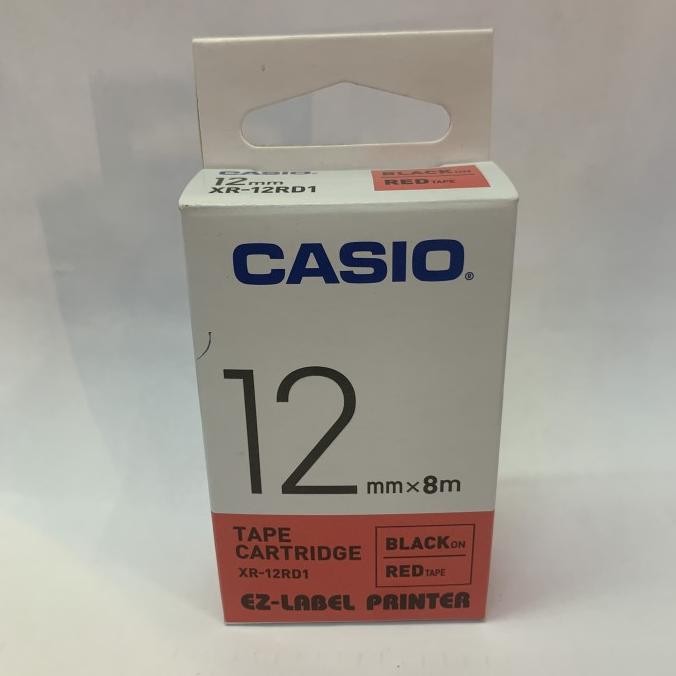 CASIO.
12mm
XR-12RD1
BLACK ON
RED TAPE
CASIO®
12 mm×8m
TAPE
CARTRIDGE
XR-12RD1
BLACK ON
RED TAPE
EZ-LABEL PRINTER